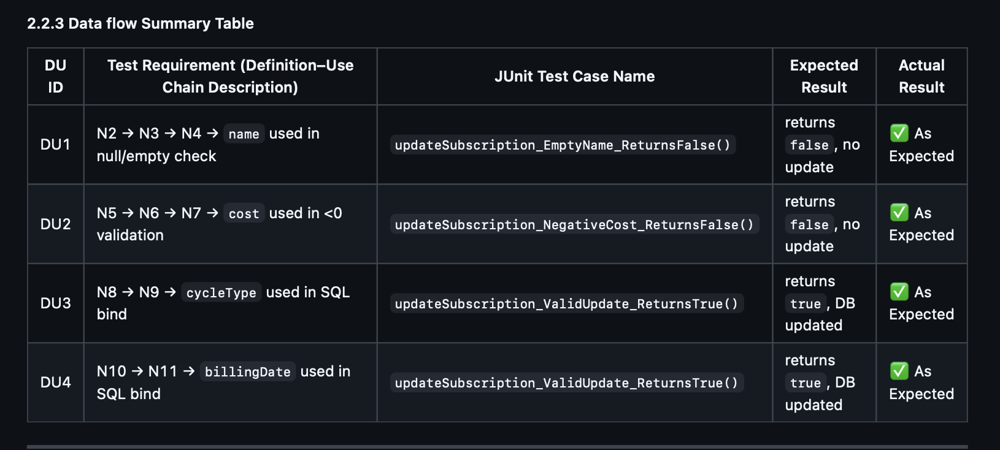 2.2.3 Data flow Summary Table
DU
ID
Test Requirement (Definition–Use
Chain Description)
JUnit Test Case Name
Expected
Result
Actual
Result
DU1
N2 → N3 → N4 → name used in
null/empty check
updateSubscription_EmptyName_ReturnsFalse()
returns
false , no
update
✅ As
Expected
DU2
N5 → N6 → N7 → cost used in <0
validation
updateSubscription_NegativeCost_ReturnsFalse()
returns
false , no
update
✅ As
Expected
DU3
N8 → N9 → cycleType used in SQL
bind
updateSubscription_ValidUpdate_ReturnsTrue()
returns
true , DB
updated
✅ As
Expected
DU4
N10 → N11 → billingDate used in
SQL bind
updateSubscription_ValidUpdate_ReturnsTrue()
returns
true , DB
updated
✅ As
Expected